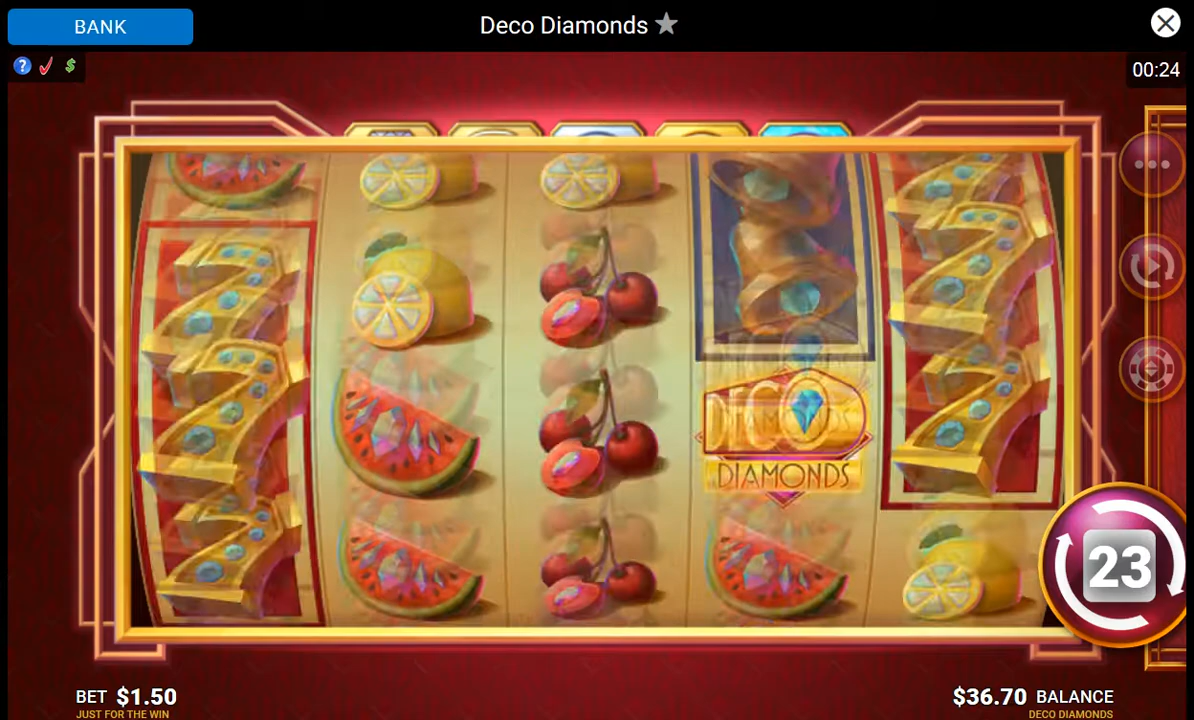 BANK
Deco Diamonds
? $
00:24
DECO
DIAMONDS
23
BET $1.50
JUST FOR THE WIN
$36.70 BALANCE
DECO DIAMONDS